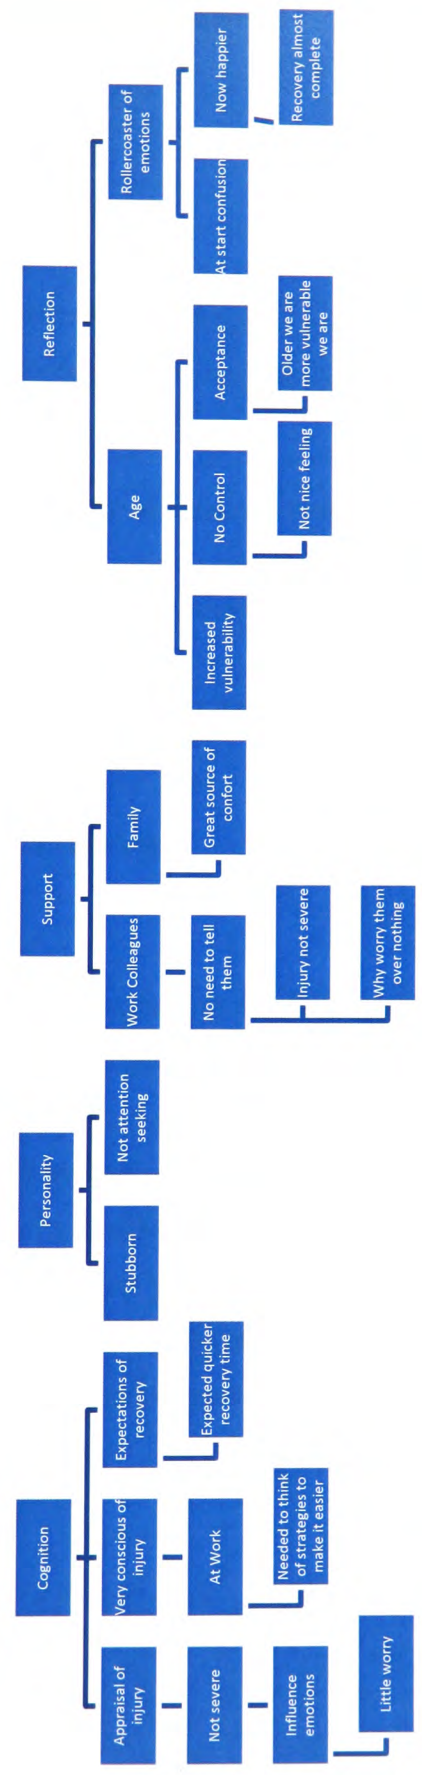 Cognition
Appraisal of
injury
Not severe
Influence
emotions
Little worry
Very conscious of
injury
At Work
Needed to think
of strategies to
make it easier
Expectations of
recovery
Expected quicker
recovery time
Personality
Stubborn
Not attention
seeking
Support
Work Colleagues
No need to tell
them
Injury not severe
Why worry them
over nothing
Family
Great source of
confort
Reflection
Age
Increased
vulnerability
No Control
Not nice feeling
Acceptance
Older we are
more vulnerable
we are
Rollercoaster of
emotions
At start confusion
Now happier
Recovery almost
complete